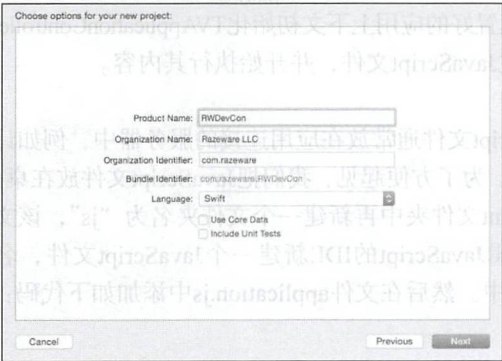 Choose options for your new project:
Product Name: RWDevCon
Organization Name: Razeware LLC
Organization Identifier: com.razeware
Bundle Identifier: com.razeware.RWDevCon
Language: Swift
Use Core Data
Include Unit Tests
Cancel
Previous
Next